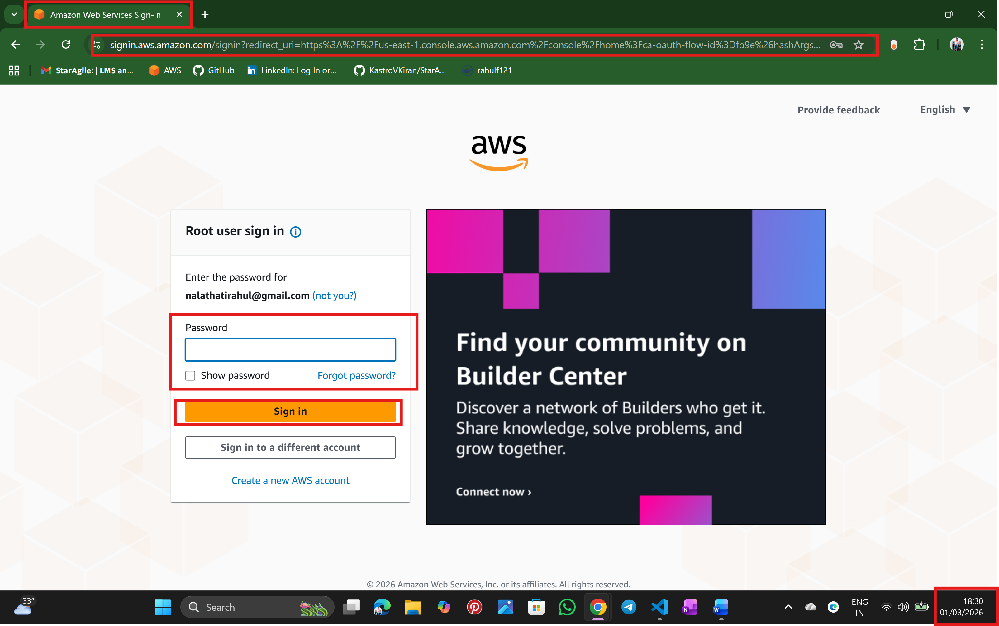 Amazon Web Services Sign-In
signin.aws.amazon.com/signin?redirect_uri=https%3A%2F%2Fus-east-1.console.aws.amazon.com%2Fconsole%2Fhome%3Fca-oauth-flow-id%3Dfb9e%26hashArgs...
StarAgile: | LMS an...
AWS
GitHub
in
LinkedIn: Log In or...
KastroVKiran/StarA...
rahulf121
Provide feedback
English
aws
Root user sign in
Enter the password for
nalathatirahul@gmail.com (not you?)
Password
Show password
Forgot password?
Sign in
Sign in to a different account
Create a new AWS account
Find your community on
Builder Center
Discover a network of Builders who get it.
Share knowledge, solve problems, and
grow together.
Connect now ›
© 2026 Amazon Web Services, Inc. or its affiliates. All rights reserved.
33°
Search
N
W
ENG
IN
18:30
01/03/2026